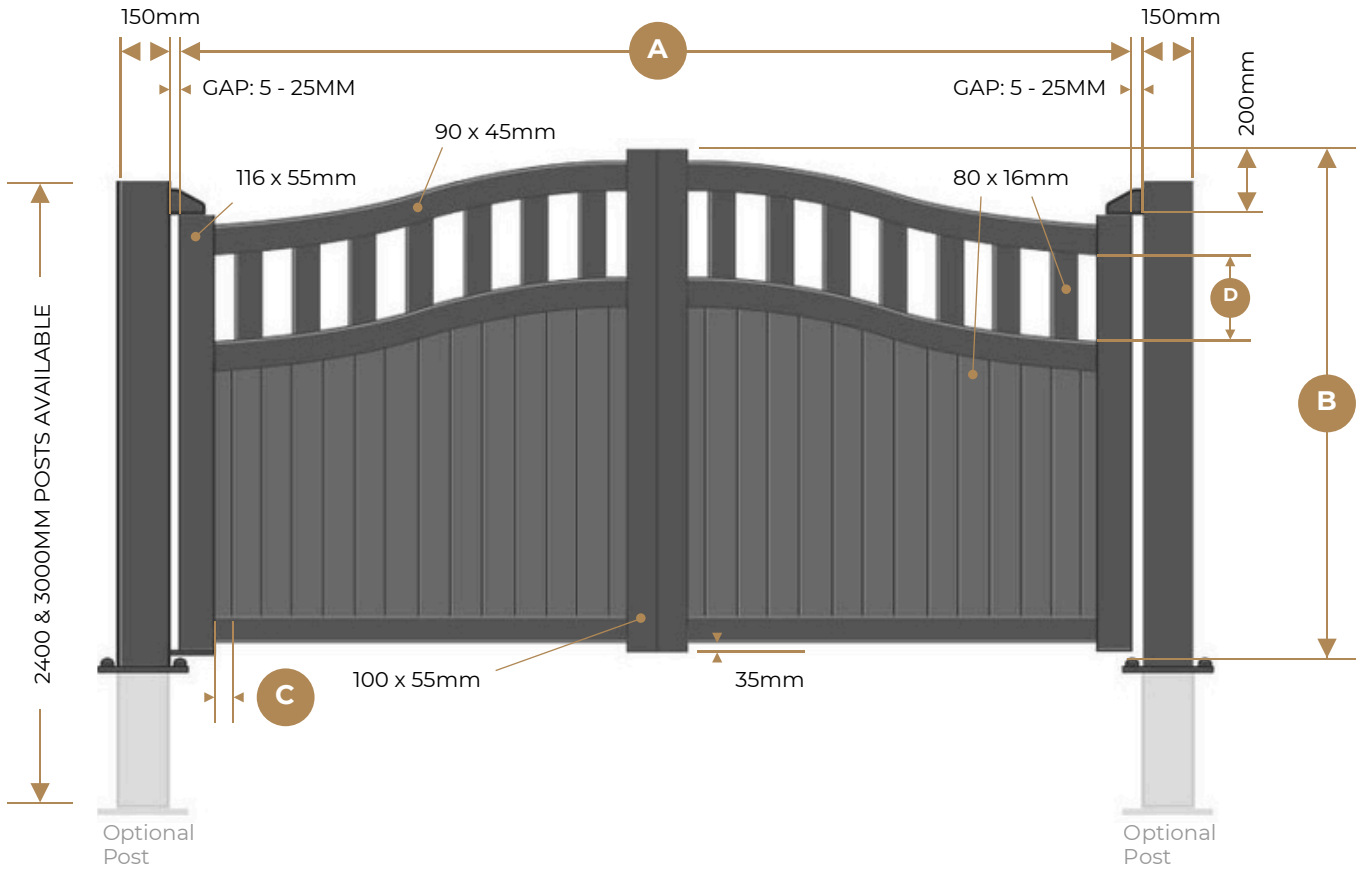 150mm
150mm
A
GAP: 5 - 25MM
GAP: 5 - 25MM
200mm
90 x 45mm
116 x 55mm
80 x 16mm
D
2400 & 3000MM POSTS AVAILABLE
B
C
100 x 55mm
35mm
Optional
Post
Optional
Post